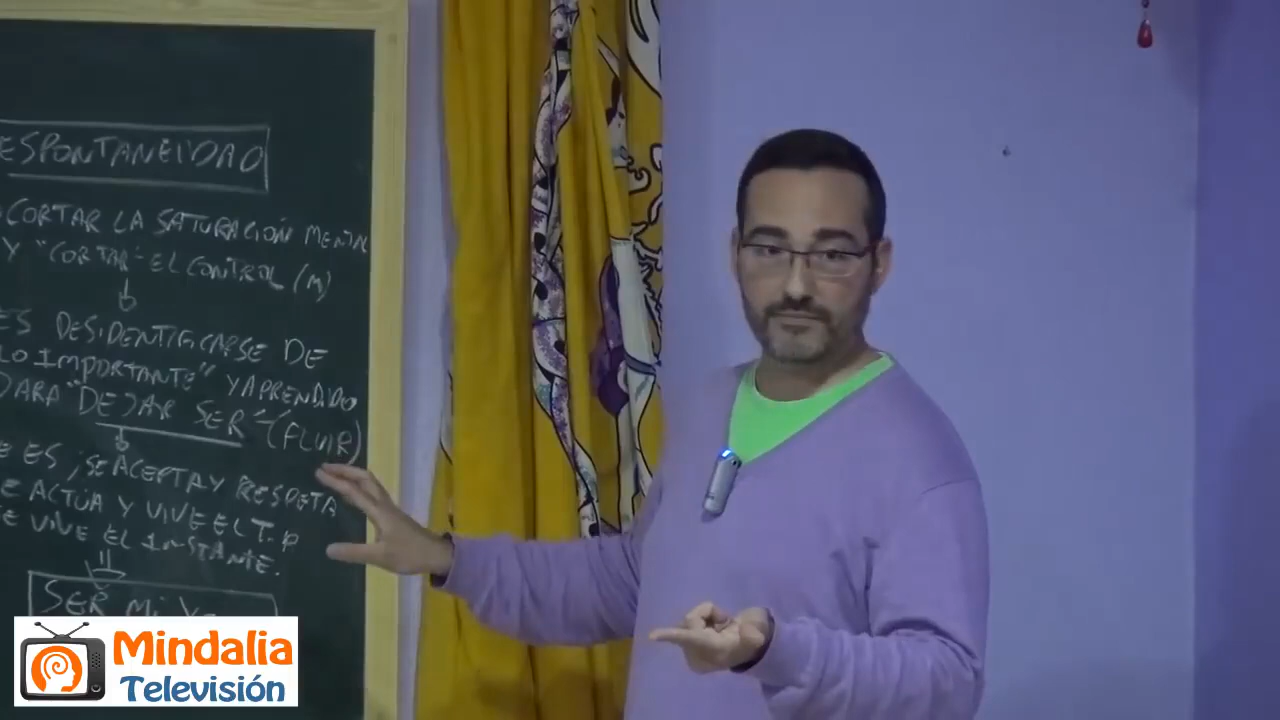 ESPONTANEIDAD
CORTAR LA SATURACIÓN MENTAL
Y "CORTAR" EL CONTROL (M)
ES DESIDENTIFICARSE DE
LO IMPORTANTE" Y APRENDIDO
PARA "DEJAR SER" (FLUIR)
E ES, SE ACEPTA Y RESPETA
E ACTÚA Y VIVE EL T. P
E VIVE EL INSTANTE.
SER MI
Mindalia
Televisión